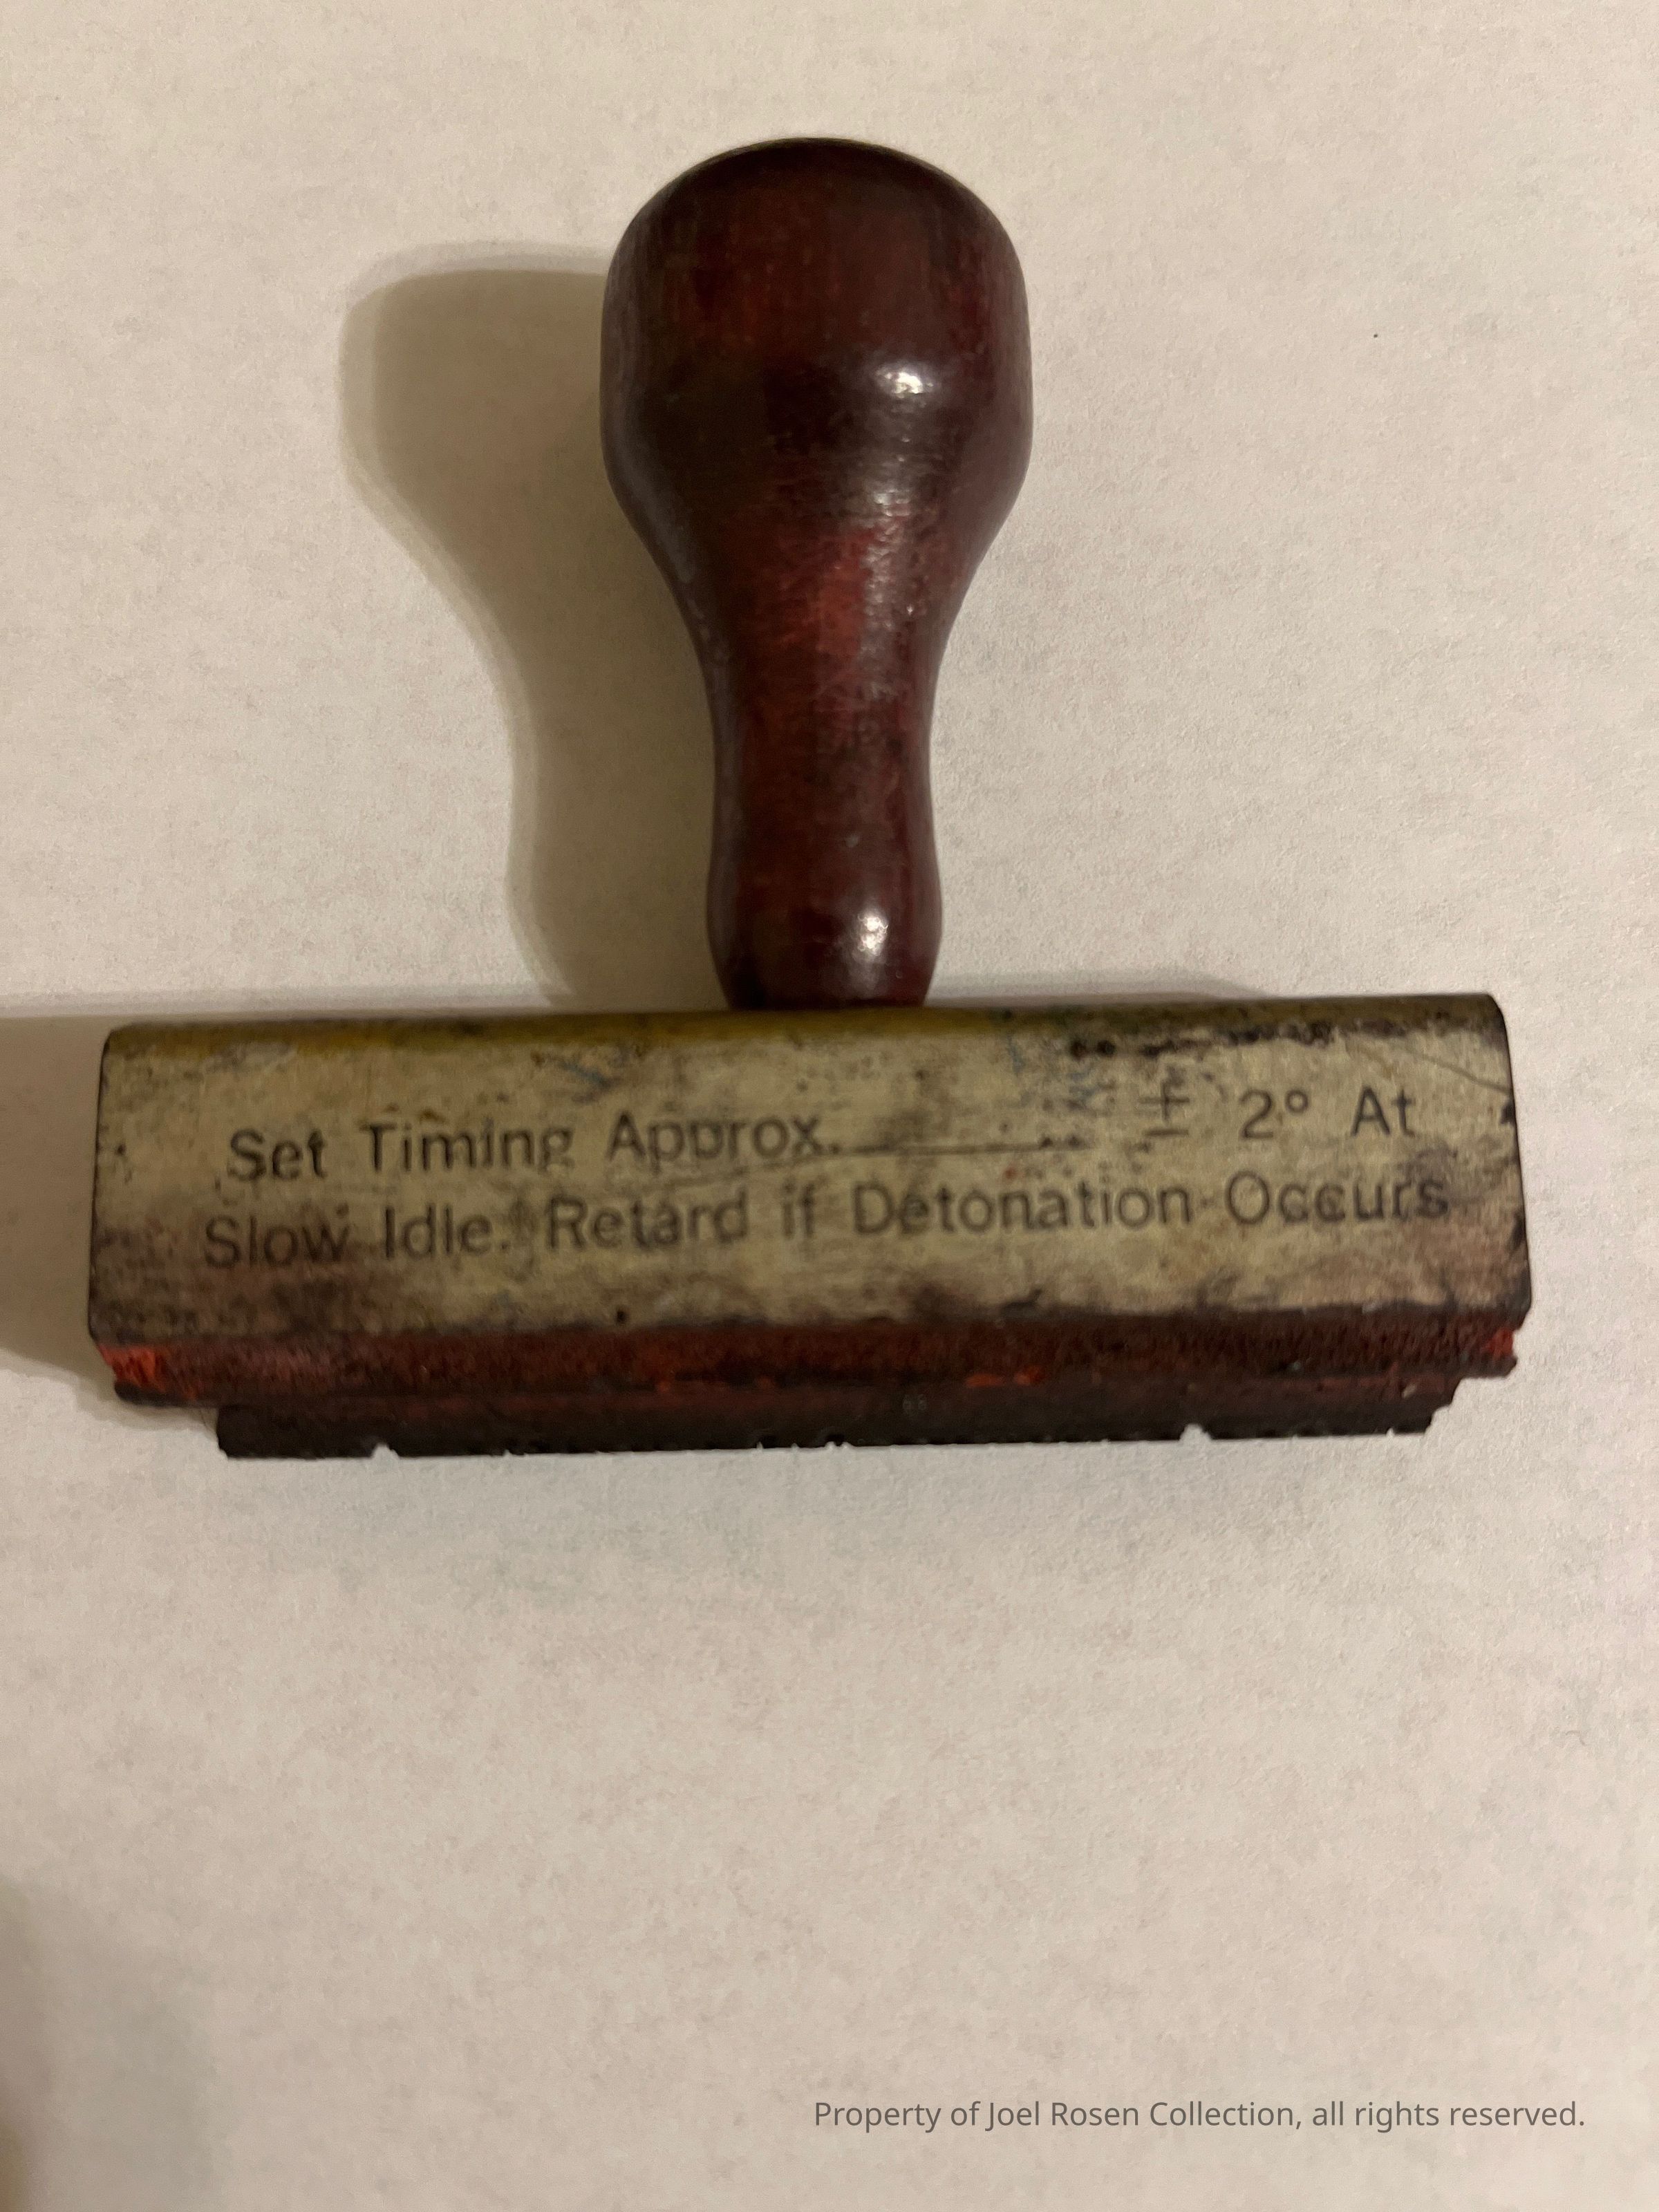 Set Timing Approx.________ ± 2° At
Slow Idle. Retard if Detonation Occurs
Property of Joel Rosen Collection, all rights reserved.